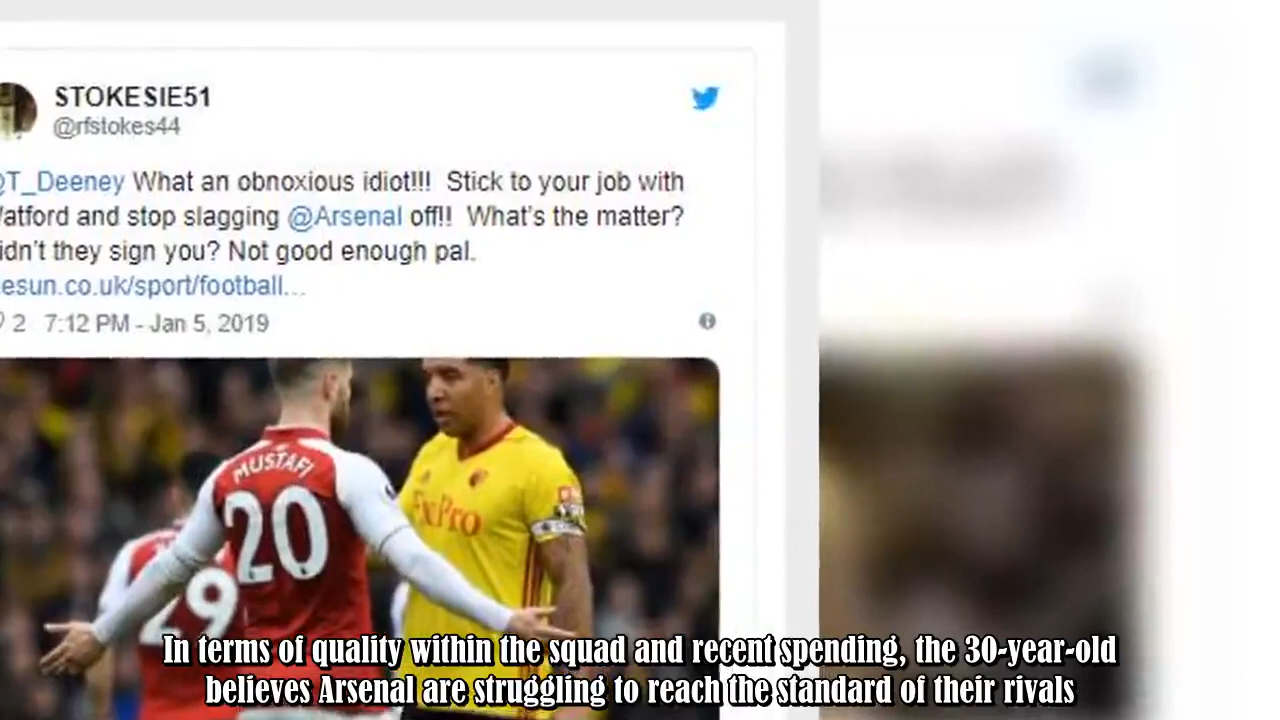 STOKESIE51
@rfstokes44
@T_Deeney What an obnoxious idiot!!! Stick to your job with
Watford and stop slagging @Arsenal off!! What's the matter?
idn't they sign you? Not good enough pal.
esun.co.uk/sport/football...
2 7:12 PM - Jan 5, 2019
MUSTAFI
20
29
FxPro
In terms of quality within the squad and recent spending, the 30-year-old
believes Arsenal are struggling to reach the standard of their rivals